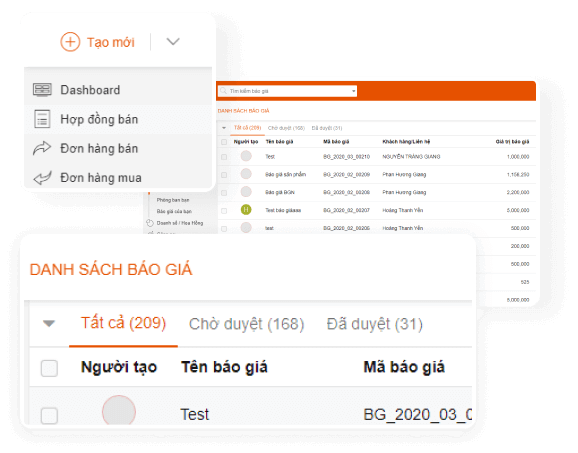 Tạo mới
Dashboard
Hợp đồng bán
Đơn hàng bán
Đơn hàng mua
Tìm kiếm báo giá
DANH SÁCH BÁO GIÁ
Tất cả (209) Chờ duyệt (168) Đã duyệt (31)
Người tạo Tên báo giá Mã báo giá Khách hàng/Liên hệ Giá trị báo giá
Test BG_2020_03_00210 NGUYỄN TRÀNG GIANG 1,000,000
Báo giá sản phẩm BG_2020_02_00209 Phan Hương Giang 1,158,250
Báo giá BGN BG_2020_02_00208 Phan Hương Giang 2,200,000
H Test báo giáaaa BG_2020_02_00207 Hoàng Thanh Yến 5,000,000
test BG_2020_02_00206 Hoàng Thanh Yến 500,000
200,000
500,000
525
5,000,000
Phòng ban bạn
Báo giá của bạn
Doanh số / Hoa Hồng
DANH SÁCH BÁO GIÁ
Tất cả (209) Chờ duyệt (168) Đã duyệt (31)
Người tạo Tên báo giá Mã báo giá
Test BG_2020_03_0